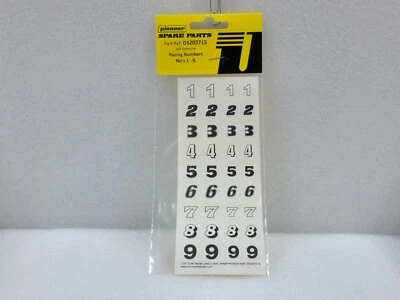 pioneer
SPARE PARTS
Part Ref: DS202715
self adhesive
Racing Numbers
No's 1 - 9.
1 1 1 1
2 2 2 2
3 3 3 3
4 4 4 4
5 5 5 5
6 6 6 6
7 7 7 7
8 8 8 8
9 9 9 9